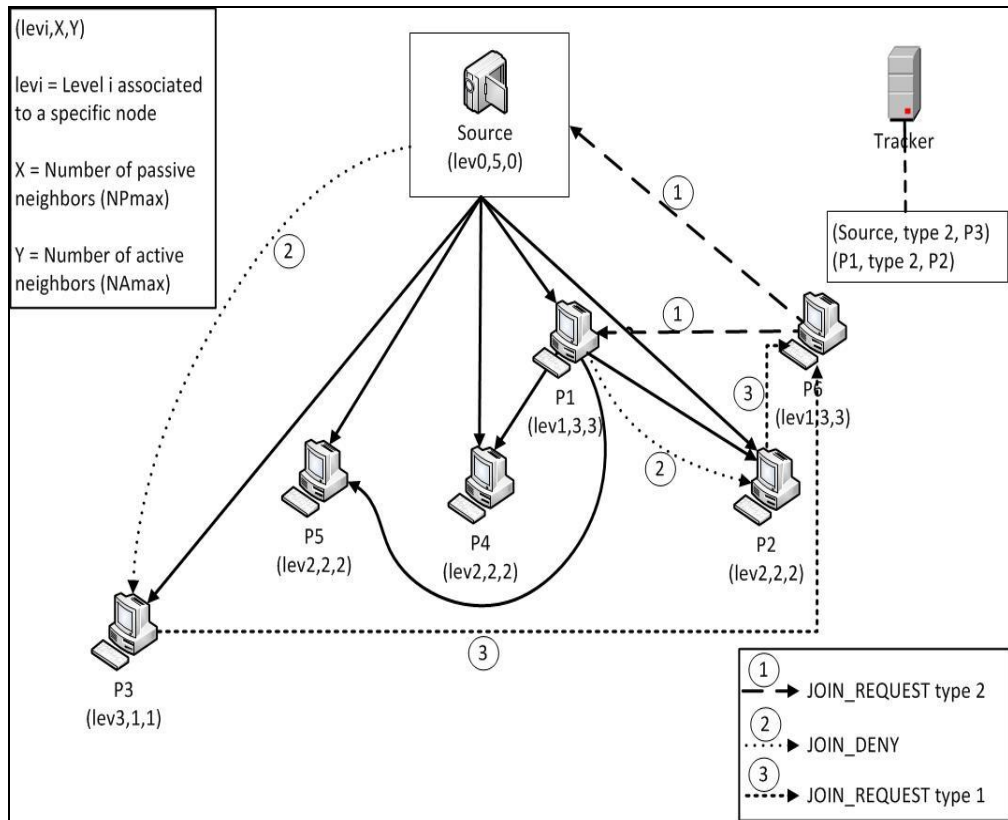 (levi,X,Y)
levi = Level i associated
to a specific node
X = Number of passive
neighbors (NPmax)
Y = Number of active
neighbors (NAmax)
Source
(lev0,5,0)
Tracker
(Source, type 2, P3)
(P1, type 2, P2)
1
2
1
P1
(lev1,3,3)
P6
(lev1,3,3)
3
2
P5
(lev2,2,2)
P4
(lev2,2,2)
P2
(lev2,2,2)
3
P3
(lev3,1,1)
1
JOIN_REQUEST type 2
2
JOIN_DENY
3
JOIN_REQUEST type 1